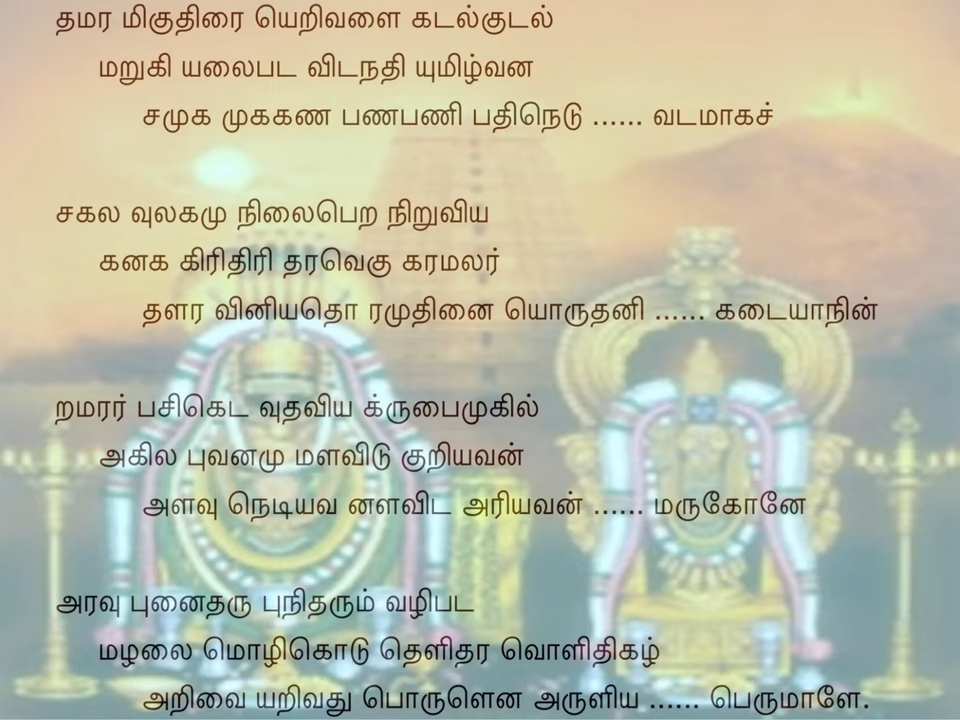 தமர மிகுதிரை யெறிவளை கடல்குடல்
மறுகி யலைபட விடநதி யுமிழ்வன
சமுக முககண பணபணி பதிநெடு ...... வடமாகச்
சகல வுலகமு நிலைபெற நிறுவிய
கனக கிரிதிரி தரவெகு கரமலர்
தளர வினியதொ ரமுதினை யொருதனி ...... கடையாநின்
றமரர் பசிகெட வுதவிய க்ருபைமுகில்
அகில புவனமு மளவிடு குறியவன்
அளவு நெடியவ னளவிட அரியவன் ...... மருகோனே
அரவு புனைதரு புநிதரும் வழிபட
மழலை மொழிகொடு தெளிதர வொளிதிகழ்
அறிவை யறிவது பொருளென அருளிய ...... பெருமாளே.